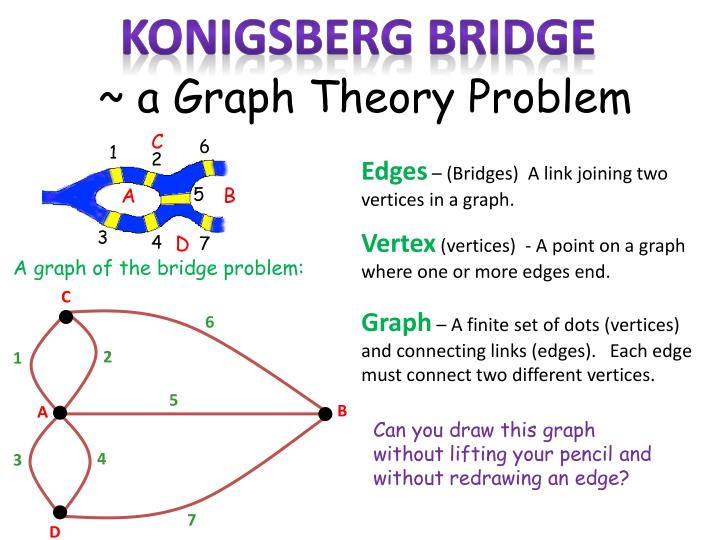 KONIGSBERG BRIDGE
~ a Graph Theory Problem
C
1
2
6
A
5
B
3
4
D
7
A graph of the bridge problem:
C
6
1
2
5
A
B
3
4
7
D
Edges – (Bridges) A link joining two
vertices in a graph.
Vertex (vertices) - A point on a graph
where one or more edges end.
Graph – A finite set of dots (vertices)
and connecting links (edges). Each edge
must connect two different vertices.
Can you draw this graph
without lifting your pencil and
without redrawing an edge?